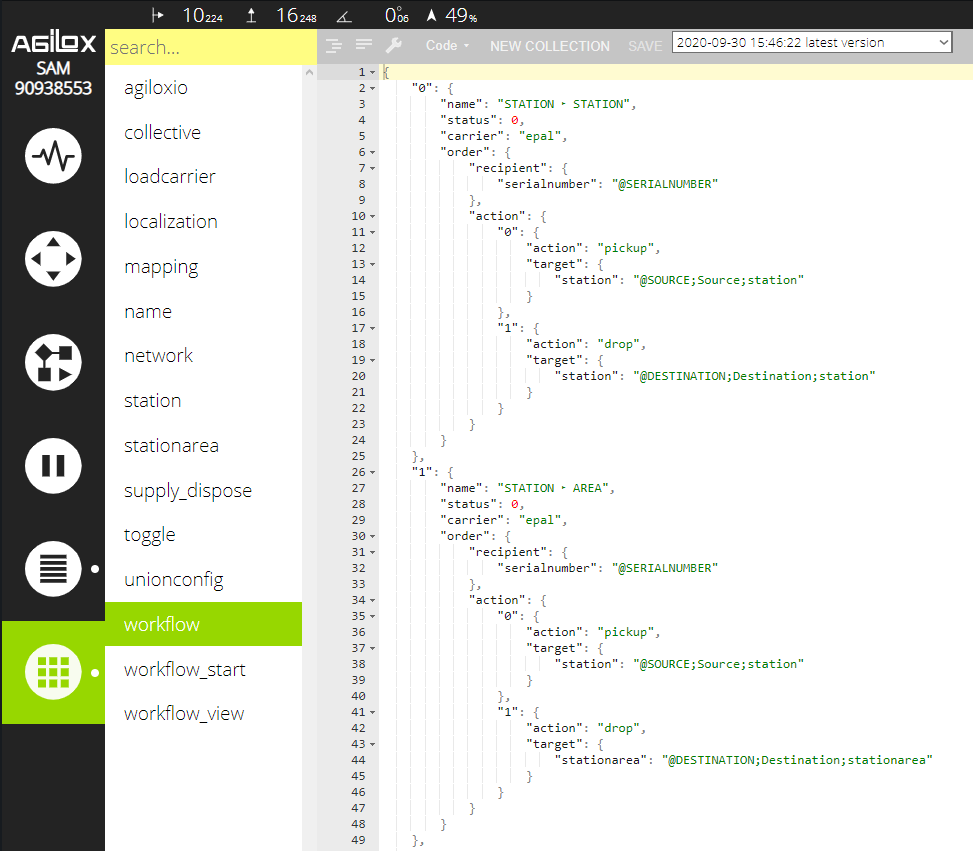 10224 16248 0°06 49%
AGILOX
SAM
90938553
search...
agiloxio
collective
loadcarrier
localization
mapping
name
network
station
stationarea
supply_dispose
toggle
unionconfig
workflow
workflow_start
workflow_view
Code NEW COLLECTION SAVE 2020-09-30 15:46:22 latest version
1 {
2 "0": {
3 "name": "STATION ‣ STATION",
4 "status": 0,
5 "carrier": "epal",
6 "order": {
7 "recipient": {
8 "serialnumber": "@SERIALNUMBER"
9 },
10 "action": {
11 "0": {
12 "action": "pickup",
13 "target": {
14 "station": "@SOURCE;Source;station"
15 }
16 },
17 "1": {
18 "action": "drop",
19 "target": {
20 "station": "@DESTINATION;Destination;station"
21 }
22 }
23 }
24 }
25 },
26 "1": {
27 "name": "STATION ‣ AREA",
28 "status": 0,
29 "carrier": "epal",
30 "order": {
31 "recipient": {
32 "serialnumber": "@SERIALNUMBER"
33 },
34 "action": {
35 "0": {
36 "action": "pickup",
37 "target": {
38 "station": "@SOURCE;Source;station"
39 }
40 },
41 "1": {
42 "action": "drop",
43 "target": {
44 "stationarea": "@DESTINATION;Destination;stationarea"
45 }
46 }
47 }
48 }
49 },